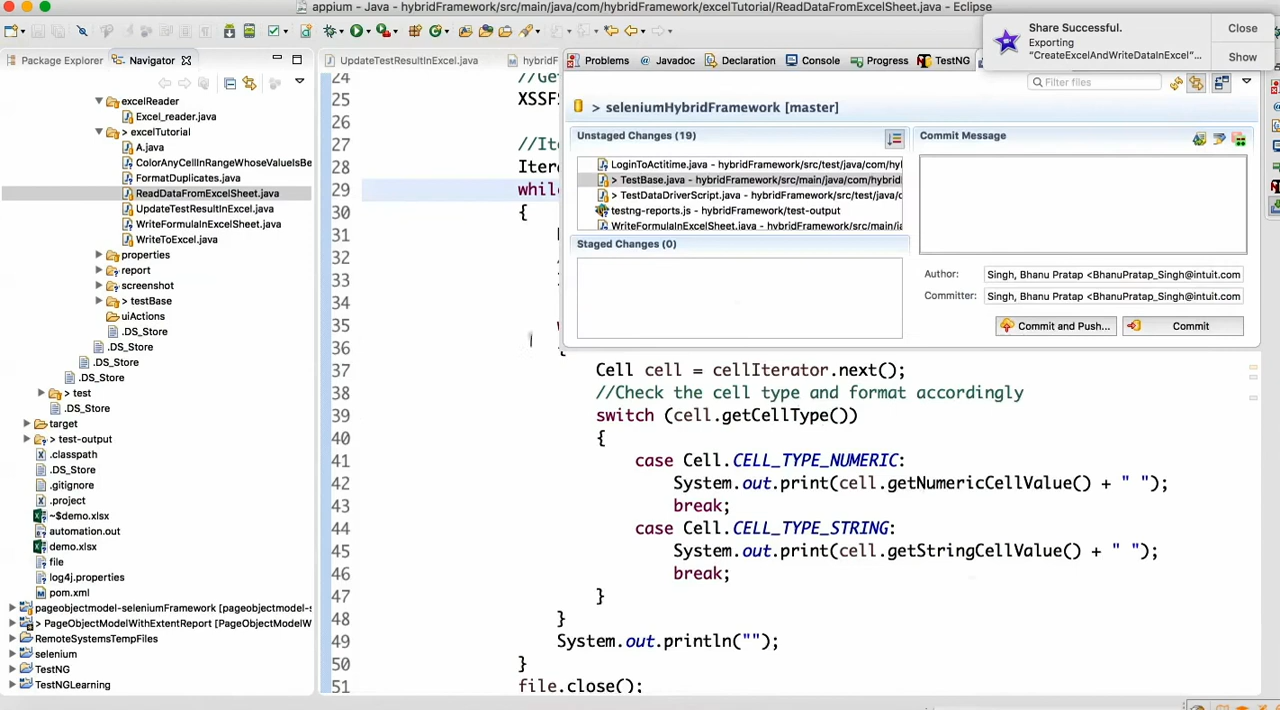 appium - Java - hybridFramework/src/main/java/com/hybridFramework/excelTutorial/ReadDataFromExcelSheet.java - Eclipse
Share Successful.
Exporting
"CreateExcelAndWriteDataInExcel"...
Close
Show
Package Explorer
Navigator
UpdateTestResultInExcel.java
hybridF
Problems
@ Javadoc
Declaration
Console
Progress
TestNG
Filter files
> seleniumHybridFramework [master]
Unstaged Changes (19)
LoginToActitime.java - hybridFramework/src/test/java/com/hy
> TestBase.java - hybridFramework/src/main/java/com/hybrid
> TestDataDriverScript.java - hybridFramework/src/test/java/c
testng-reports.js - hybridFramework/test-output
WriteFormulaInExcelSheet.java - hybridFramework/src/main/ja
Staged Changes (0)
Commit Message
Author:
Singh, Bhanu Pratap <BhanuPratap_Singh@intuit.com
Committer:
Singh, Bhanu Pratap <BhanuPratap_Singh@intuit.com
Commit and Push...
Commit
excelReader
Excel_reader.java
> excelTutorial
A.java
ColorAnyCellInRangeWhoseValueIsBe
FormatDuplicates.java
ReadDataFromExcelSheet.java
UpdateTestResultInExcel.java
WriteFormulaInExcelSheet.java
WriteToExcel.java
properties
report
screenshot
> testBase
uiActions
.DS_Store
.DS_Store
.DS_Store
.DS_Store
> test
.DS_Store
target
> test-output
.classpath
.DS_Store
.gitignore
.project
~$demo.xlsx
automation.out
demo.xlsx
file
log4j.properties
pom.xml
pageobjectmodel-seleniumFramework [pageobjectmodel-s
> PageObjectModelWithExtentReport [PageObjectModelW
RemoteSystemsTempFiles
selenium
TestNG
TestNGLearning
24 //Ge
25 XSSFS
26
27 //It
28 Itero
29 whil
30 {
31
32
33
34
35
36 {
37 Cell cell = cellIterator.next();
38 //Check the cell type and format accordingly
39 switch (cell.getCellType())
40 {
41 case Cell.CELL_TYPE_NUMERIC:
42 System.out.print(cell.getNumericCellValue() + " ");
43 break;
44 case Cell.CELL_TYPE_STRING:
45 System.out.print(cell.getStringCellValue() + " ");
46 break;
47 }
48 }
49 System.out.println("");
50 }
51 file.close();